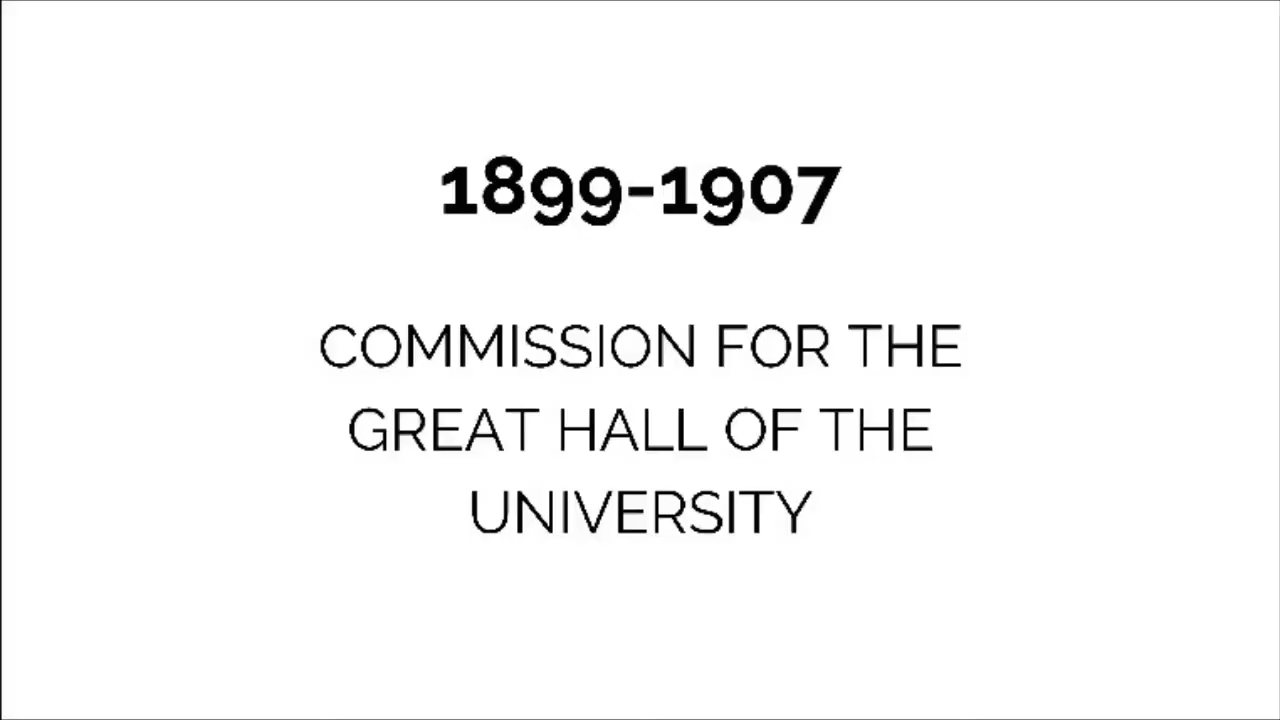 1899-1907
COMMISSION FOR THE
GREAT HALL OF THE
UNIVERSITY